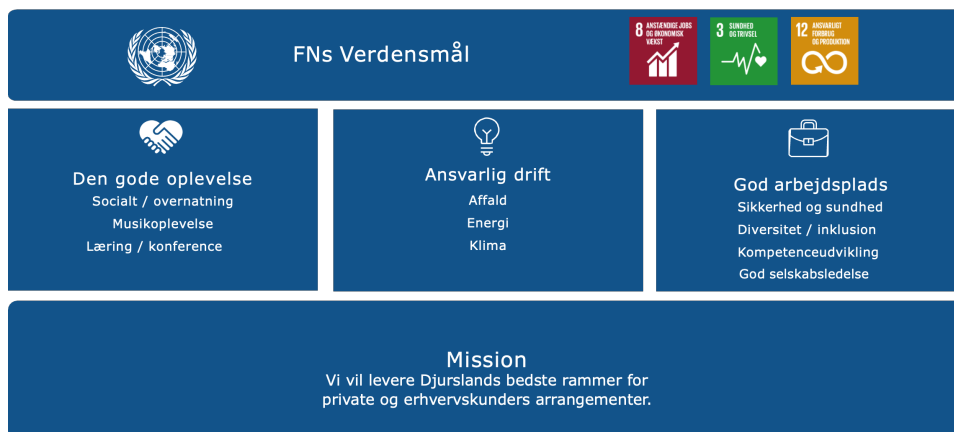 FNs Verdensmål
8 ANSTÆNDIGE JOBS
OG ØKONOMISK
VÆKST
3 SUNDHED
OG TRIVSEL
12 ANSVARLIGT
FORBRUG
OG PRODUKTION
Den gode oplevelse
Socialt / overnatning
Musikoplevelse
Læring / konference
Ansvarlig drift
Affald
Energi
Klima
God arbejdsplads
Sikkerhed og sundhed
Diversitet / inklusion
Kompetenceudvikling
God selskabsledelse
Mission
Vi vil levere Djurslands bedste rammer for
private og erhvervskunders arrangementer.